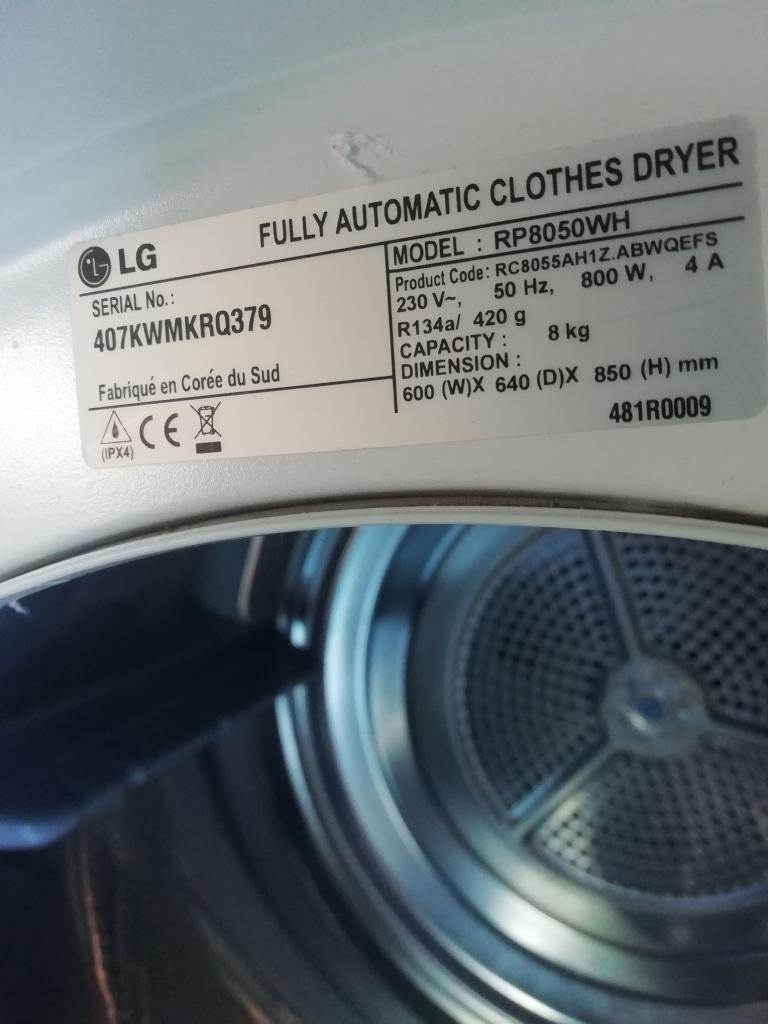 FULLY AUTOMATIC CLOTHES DRYER
LG
SERIAL No.:
407KWMKRQ379
Fabriqué en Corée du Sud
(IPX4)
CE
MODEL : RP8050WH
Product Code: RC8055AH1Z.ABWQEFS
230 V~, 50 Hz, 800 W, 4 A
R134a/ 420 g
CAPACITY : 8 kg
DIMENSION :
600 (W)X 640 (D)X 850 (H) mm
481R0009